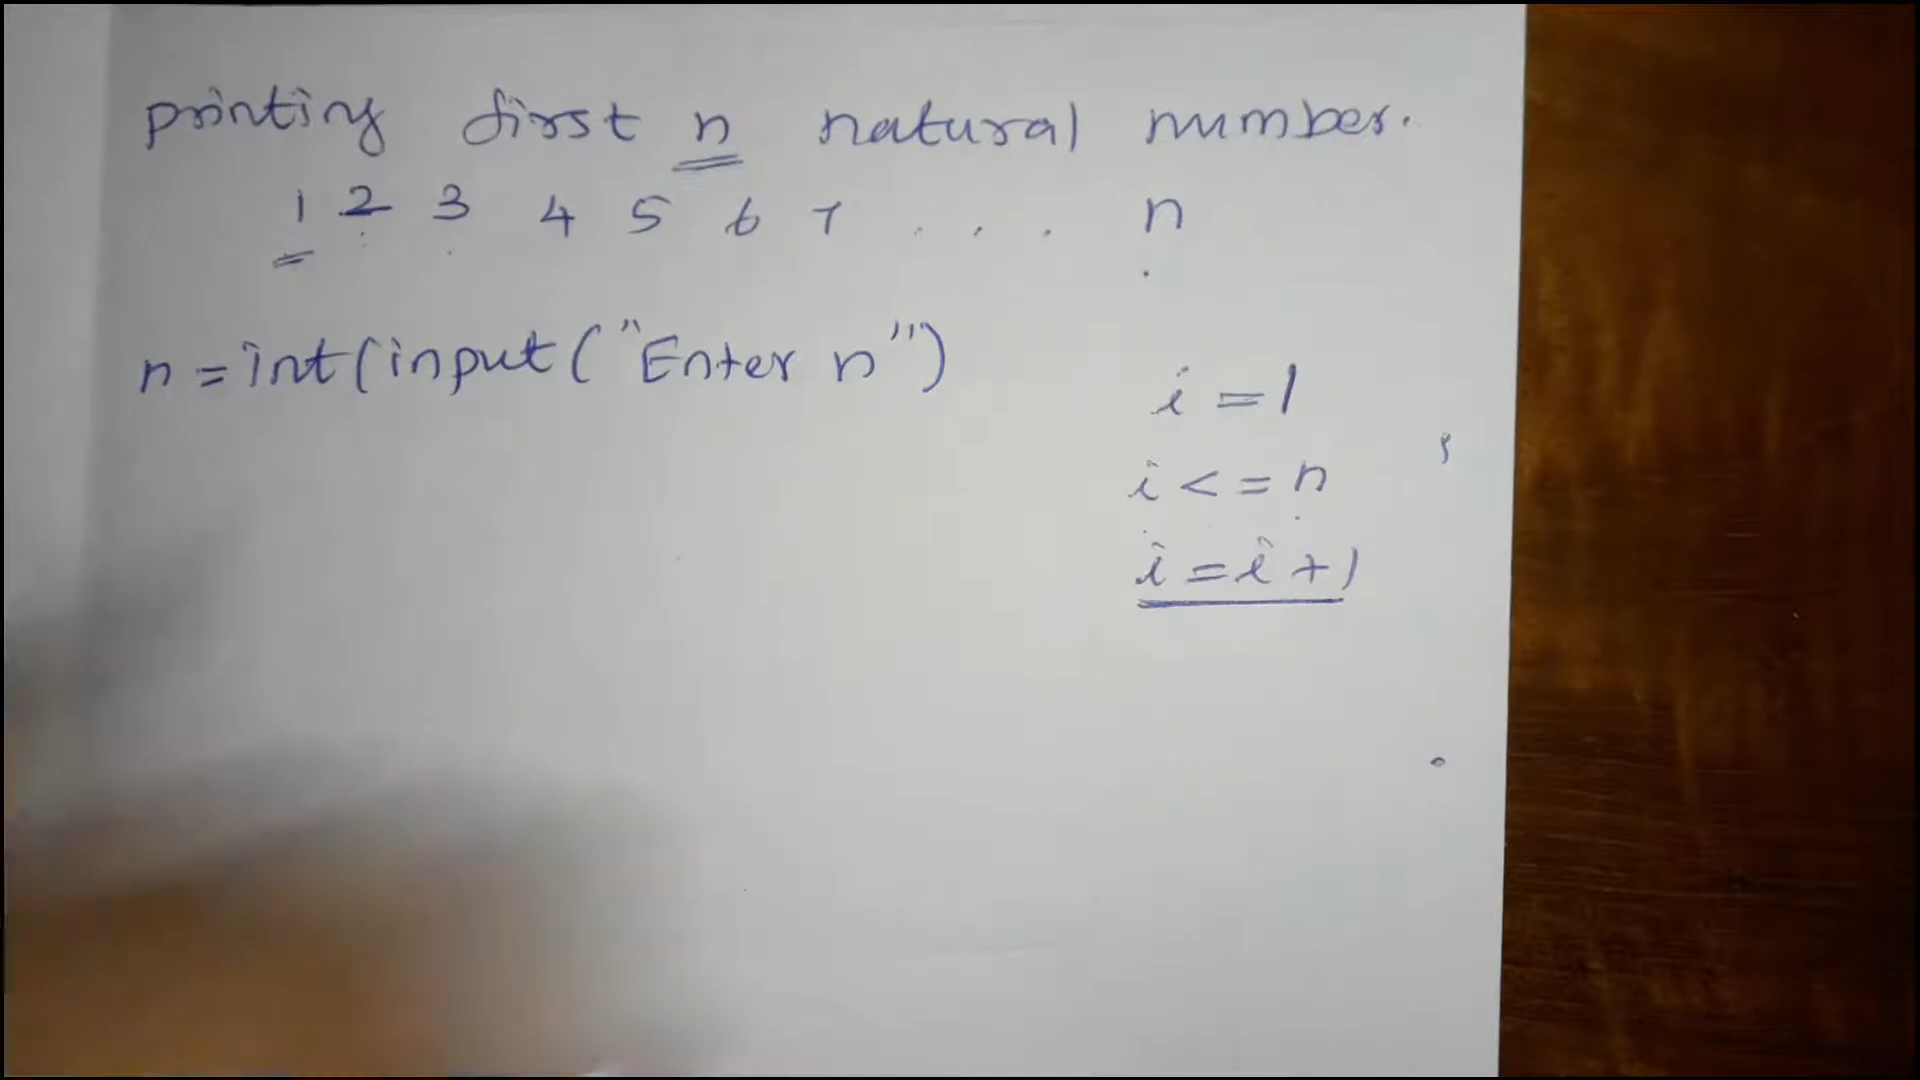 printing first n natural number.
1 2 3 4 5 6 7 . . . n
n = int(input("Enter n")
i = 1
i <= n
i = i + 1